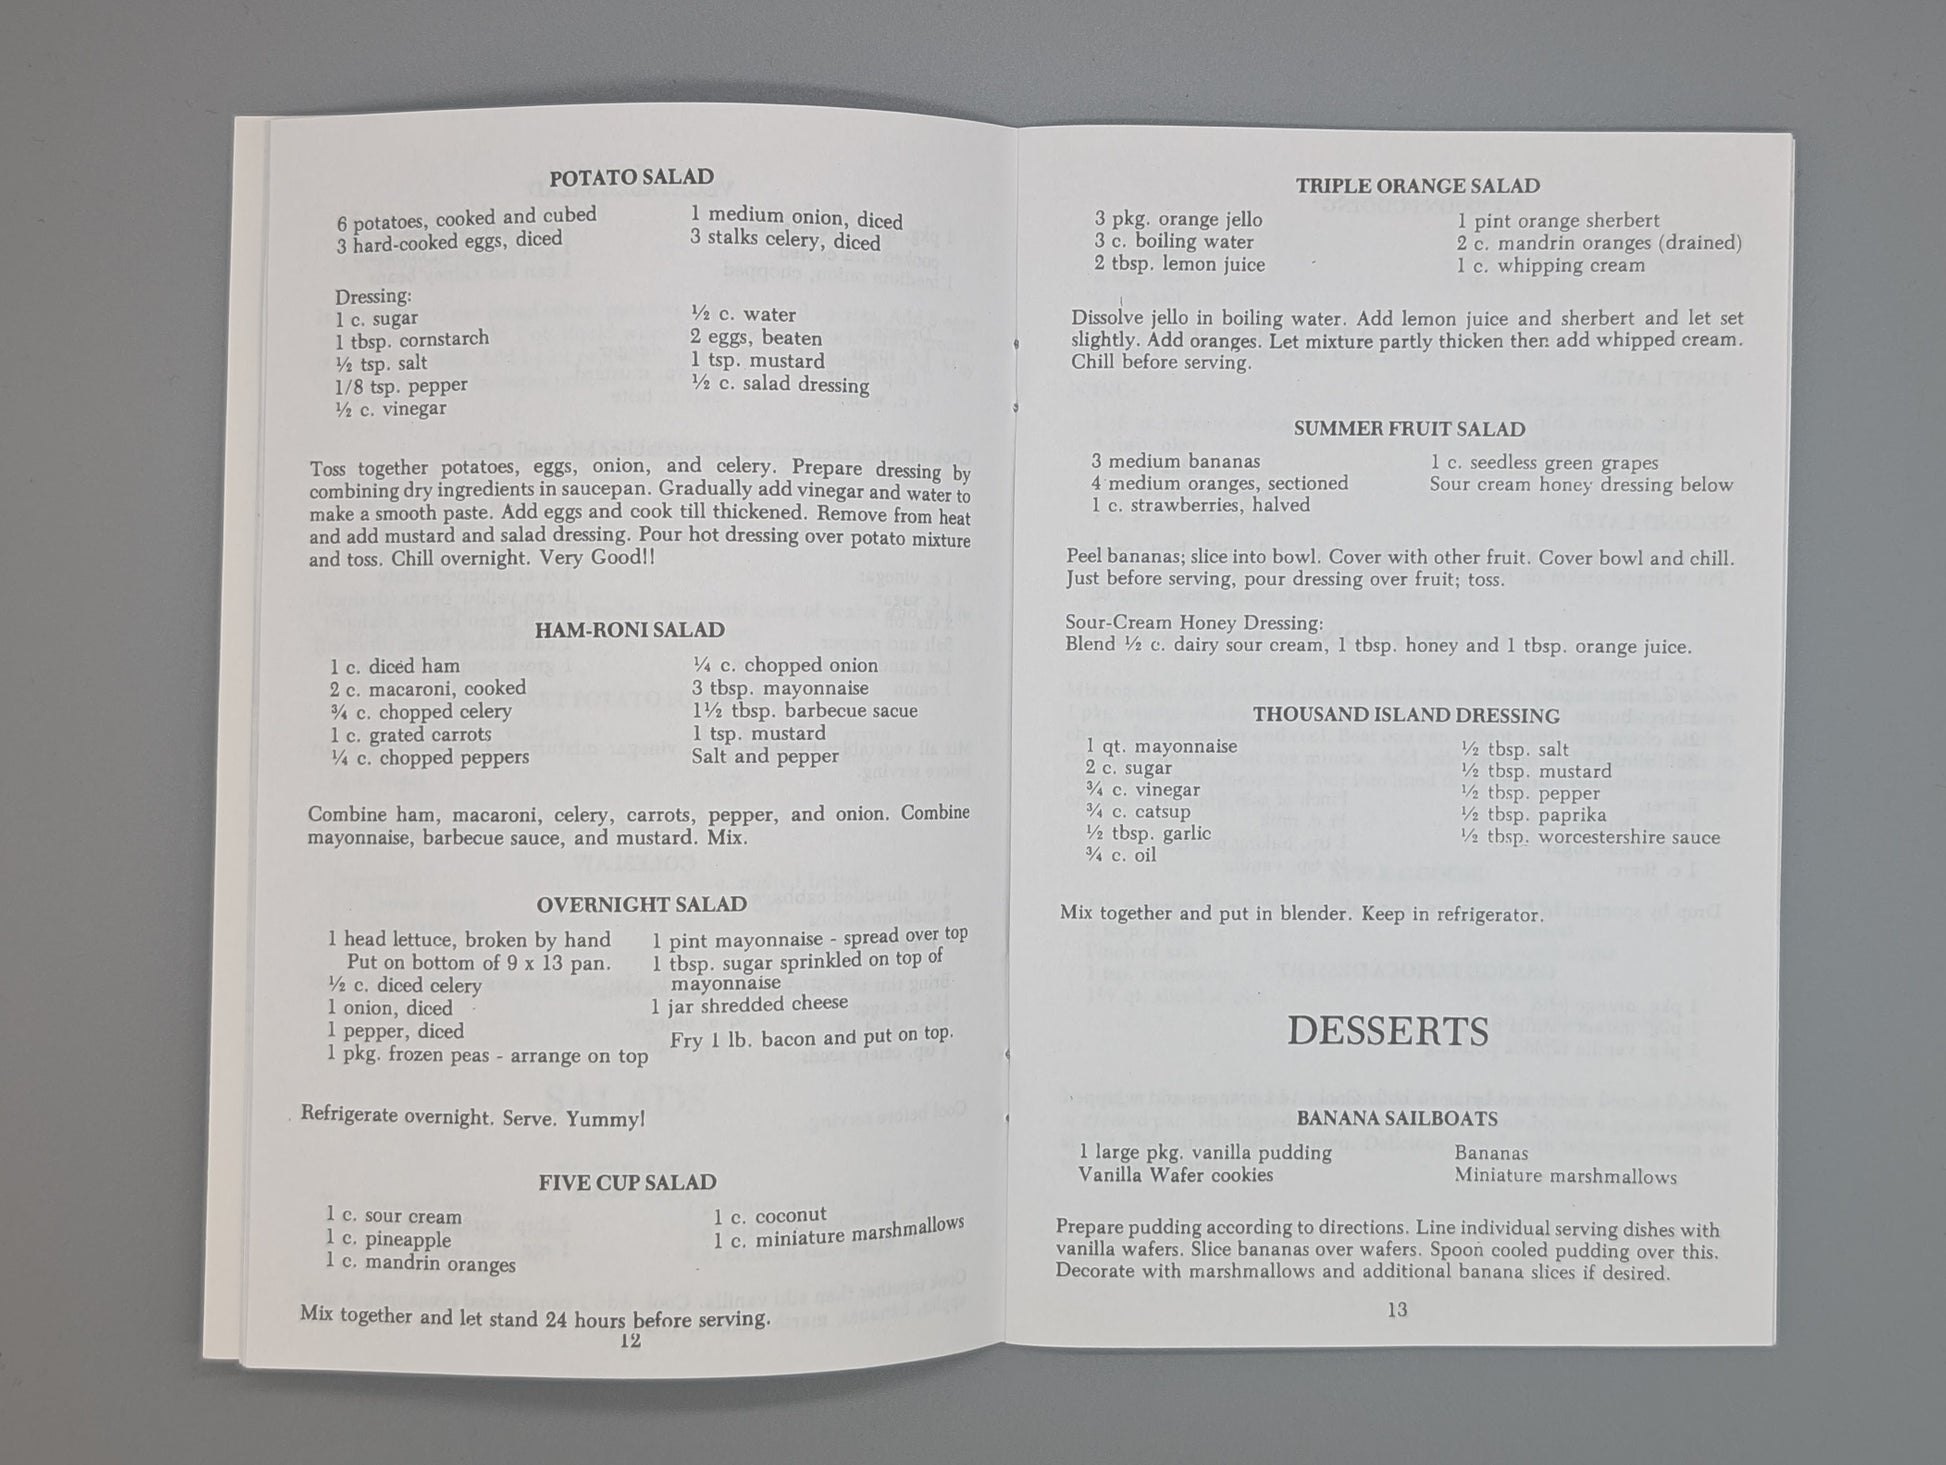 POTATO SALAD
6 potatoes, cooked and cubed
3 hard-cooked eggs, diced
1 medium onion, diced
3 stalks celery, diced
Dressing:
1 c. sugar
1 tbsp. cornstarch
½ tsp. salt
1/8 tsp. pepper
½ c. vinegar
½ c. water
2 eggs, beaten
1 tsp. mustard
½ c. salad dressing
Toss together potatoes, eggs, onion, and celery. Prepare dressing by
combining dry ingredients in saucepan. Gradually add vinegar and water to
make a smooth paste. Add eggs and cook till thickened. Remove from heat
and add mustard and salad dressing. Pour hot dressing over potato mixture
and toss. Chill overnight. Very Good!!
HAM-RONI SALAD
1 c. diced ham
2 c. macaroni, cooked
¾ c. chopped celery
1 c. grated carrots
¼ c. chopped peppers
¼ c. chopped onion
3 tbsp. mayonnaise
1½ tbsp. barbecue sacue
1 tsp. mustard
Salt and pepper
Combine ham, macaroni, celery, carrots, pepper, and onion. Combine
mayonnaise, barbecue sauce, and mustard. Mix.
OVERNIGHT SALAD
1 head lettuce, broken by hand
Put on bottom of 9 x 13 pan.
½ c. diced celery
1 onion, diced
1 pepper, diced
1 pkg. frozen peas - arrange on top
1 pint mayonnaise - spread over top
1 tbsp. sugar sprinkled on top of
mayonnaise
1 jar shredded cheese
Fry 1 lb. bacon and put on top.
Refrigerate overnight. Serve. Yummy!
FIVE CUP SALAD
1 c. sour cream
1 c. pineapple
1 c. mandrin oranges
1 c. coconut
1 c. miniature marshmallows
Mix together and let stand 24 hours before serving.
12
TRIPLE ORANGE SALAD
3 pkg. orange jello
3 c. boiling water
2 tbsp. lemon juice
1 pint orange sherbert
2 c. mandrin oranges (drained)
1 c. whipping cream
Dissolve jello in boiling water. Add lemon juice and sherbert and let set
slightly. Add oranges. Let mixture partly thicken then add whipped cream.
Chill before serving.
SUMMER FRUIT SALAD
3 medium bananas
4 medium oranges, sectioned
1 c. strawberries, halved
1 c. seedless green grapes
Sour cream honey dressing below
Peel bananas; slice into bowl. Cover with other fruit. Cover bowl and chill.
Just before serving, pour dressing over fruit; toss.
Sour-Cream Honey Dressing:
Blend ½ c. dairy sour cream, 1 tbsp. honey and 1 tbsp. orange juice.
THOUSAND ISLAND DRESSING
1 qt. mayonnaise
2 c. sugar
¾ c. vinegar
¾ c. catsup
½ tbsp. garlic
¾ c. oil
½ tbsp. salt
½ tbsp. mustard
½ tbsp. pepper
½ tbsp. paprika
½ tbsp. worcestershire sauce
Mix together and put in blender. Keep in refrigerator.
DESSERTS
BANANA SAILBOATS
1 large pkg. vanilla pudding
Vanilla Wafer cookies
Bananas
Miniature marshmallows
Prepare pudding according to directions. Line individual serving dishes with
vanilla wafers. Slice bananas over wafers. Spoon cooled pudding over this.
Decorate with marshmallows and additional banana slices if desired.
13